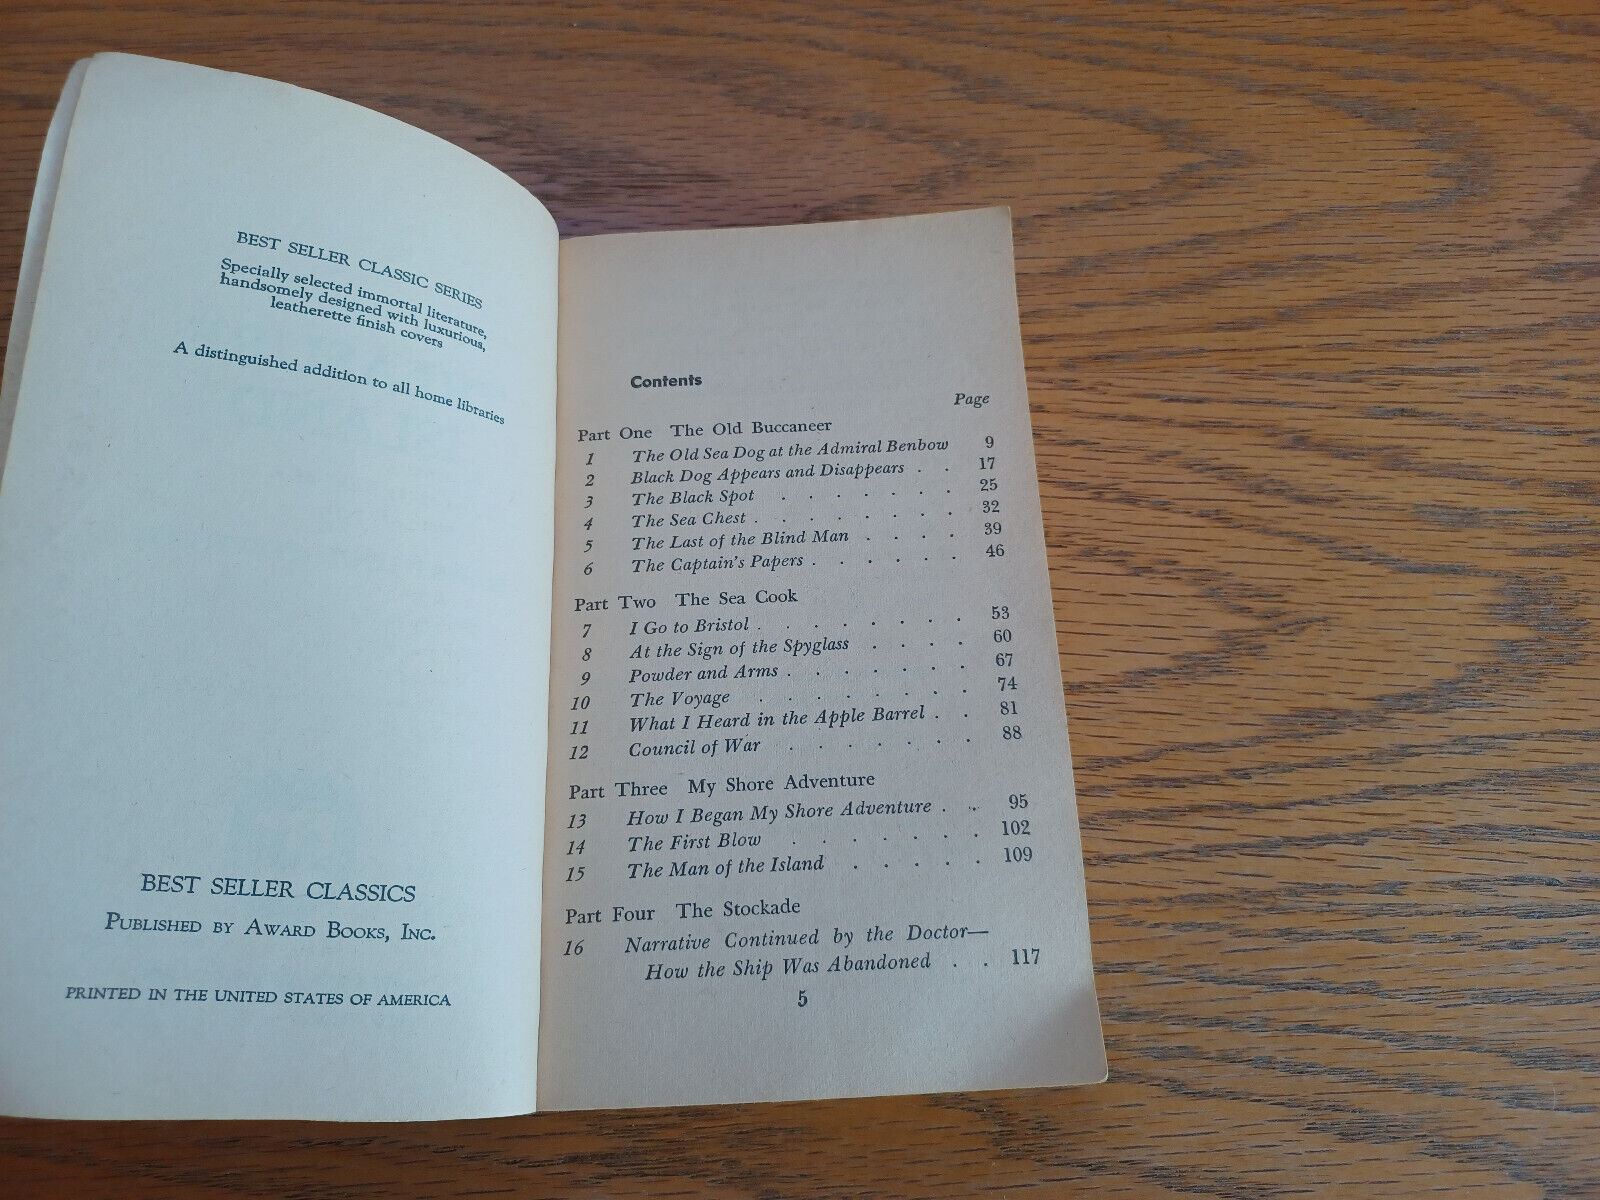 BEST SELLER CLASSIC SERIES
Specially selected immortal literature,
handsomely designed with luxurious,
leatherette finish covers
A distinguished addition to all home libraries
BEST SELLER CLASSICS
PUBLISHED BY AWARD BOOKS, INC.
PRINTED IN THE UNITED STATES OF AMERICA
Contents
Page
Part One The Old Buccaneer
1 The Old Sea Dog at the Admiral Benbow 9
2 Black Dog Appears and Disappears . . 17
3 The Black Spot . . . . . . . 25
4 The Sea Chest . . . . . . . . 32
5 The Last of the Blind Man . . . . 39
6 The Captain's Papers . . . . . . 46
Part Two The Sea Cook
7 I Go to Bristol . . . . . . . . 53
8 At the Sign of the Spyglass . . . . 60
9 Powder and Arms . . . . . . . 67
10 The Voyage . . . . . . . . 74
11 What I Heard in the Apple Barrel . . 81
12 Council of War . . . . . . . 88
Part Three My Shore Adventure
13 How I Began My Shore Adventure . . 95
14 The First Blow . . . . . . . 102
15 The Man of the Island . . . . . 109
Part Four The Stockade
16 Narrative Continued by the Doctor—
How the Ship Was Abandoned . . 117
5